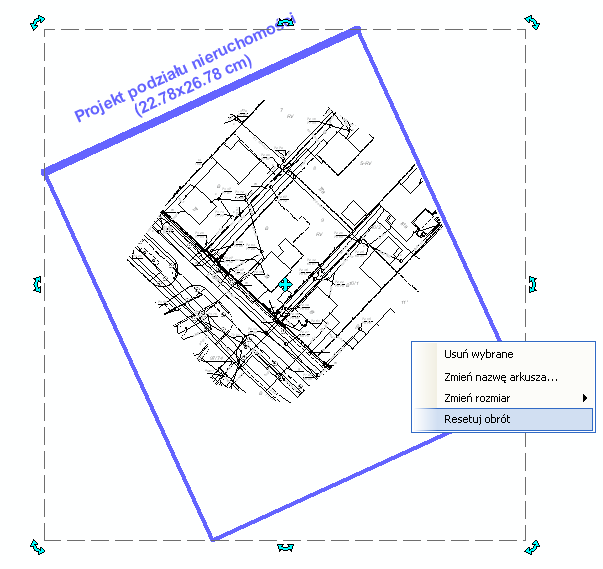 Projekt podziału nieruchomości
(22.78x26.78 cm)
Usuń wybrane
Zmień nazwę arkusza...
Zmień rozmiar
Resetuj obrót